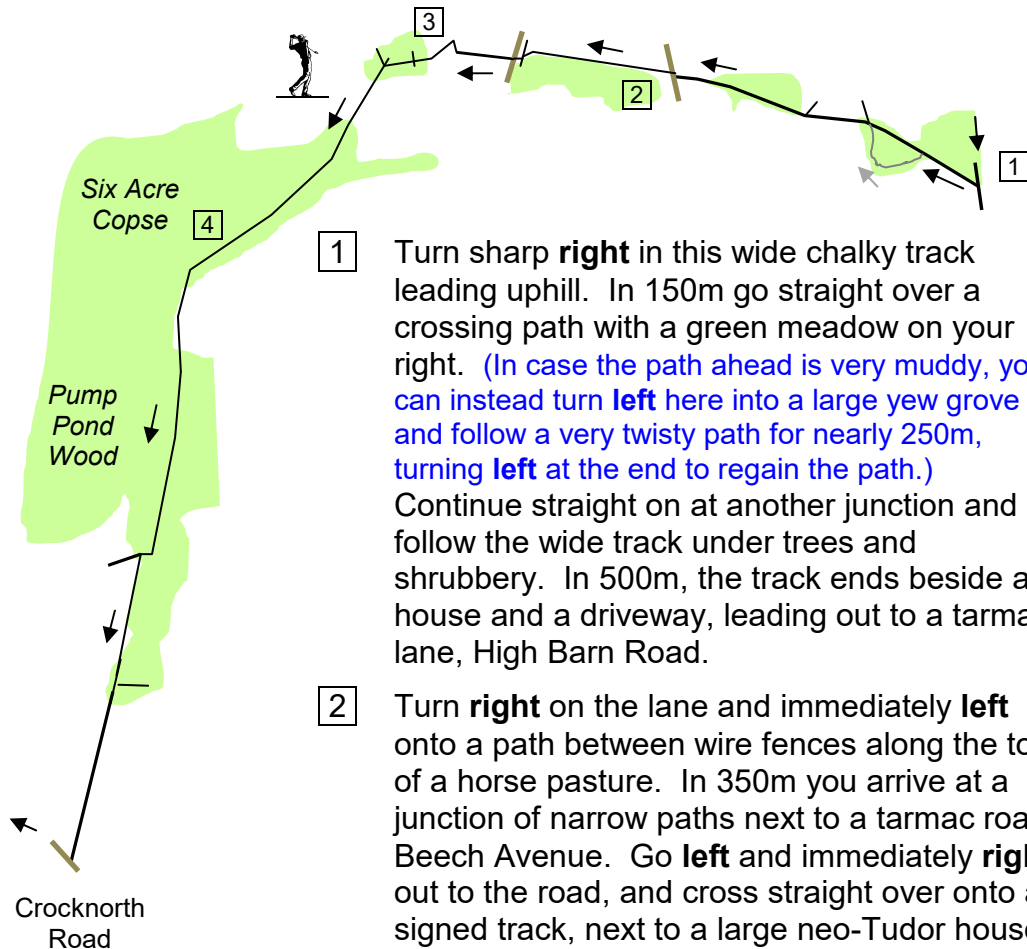 3
2
1
Six Acre
Copse
4
Pump
Pond
Wood
Crocknorth
Road
1 Turn sharp right in this wide chalky track
leading uphill. In 150m go straight over a
crossing path with a green meadow on your
right. (In case the path ahead is very muddy, yo
can instead turn left here into a large yew grove
and follow a very twisty path for nearly 250m,
turning left at the end to regain the path.)
Continue straight on at another junction and
follow the wide track under trees and
shrubbery. In 500m, the track ends beside a
house and a driveway, leading out to a tarma
lane, High Barn Road.
2 Turn right on the lane and immediately left
onto a path between wire fences along the to
of a horse pasture. In 350m you arrive at a
junction of narrow paths next to a tarmac roa
Beech Avenue. Go left and immediately righ
out to the road, and cross straight over onto a
signed track, next to a large neo-Tudor house